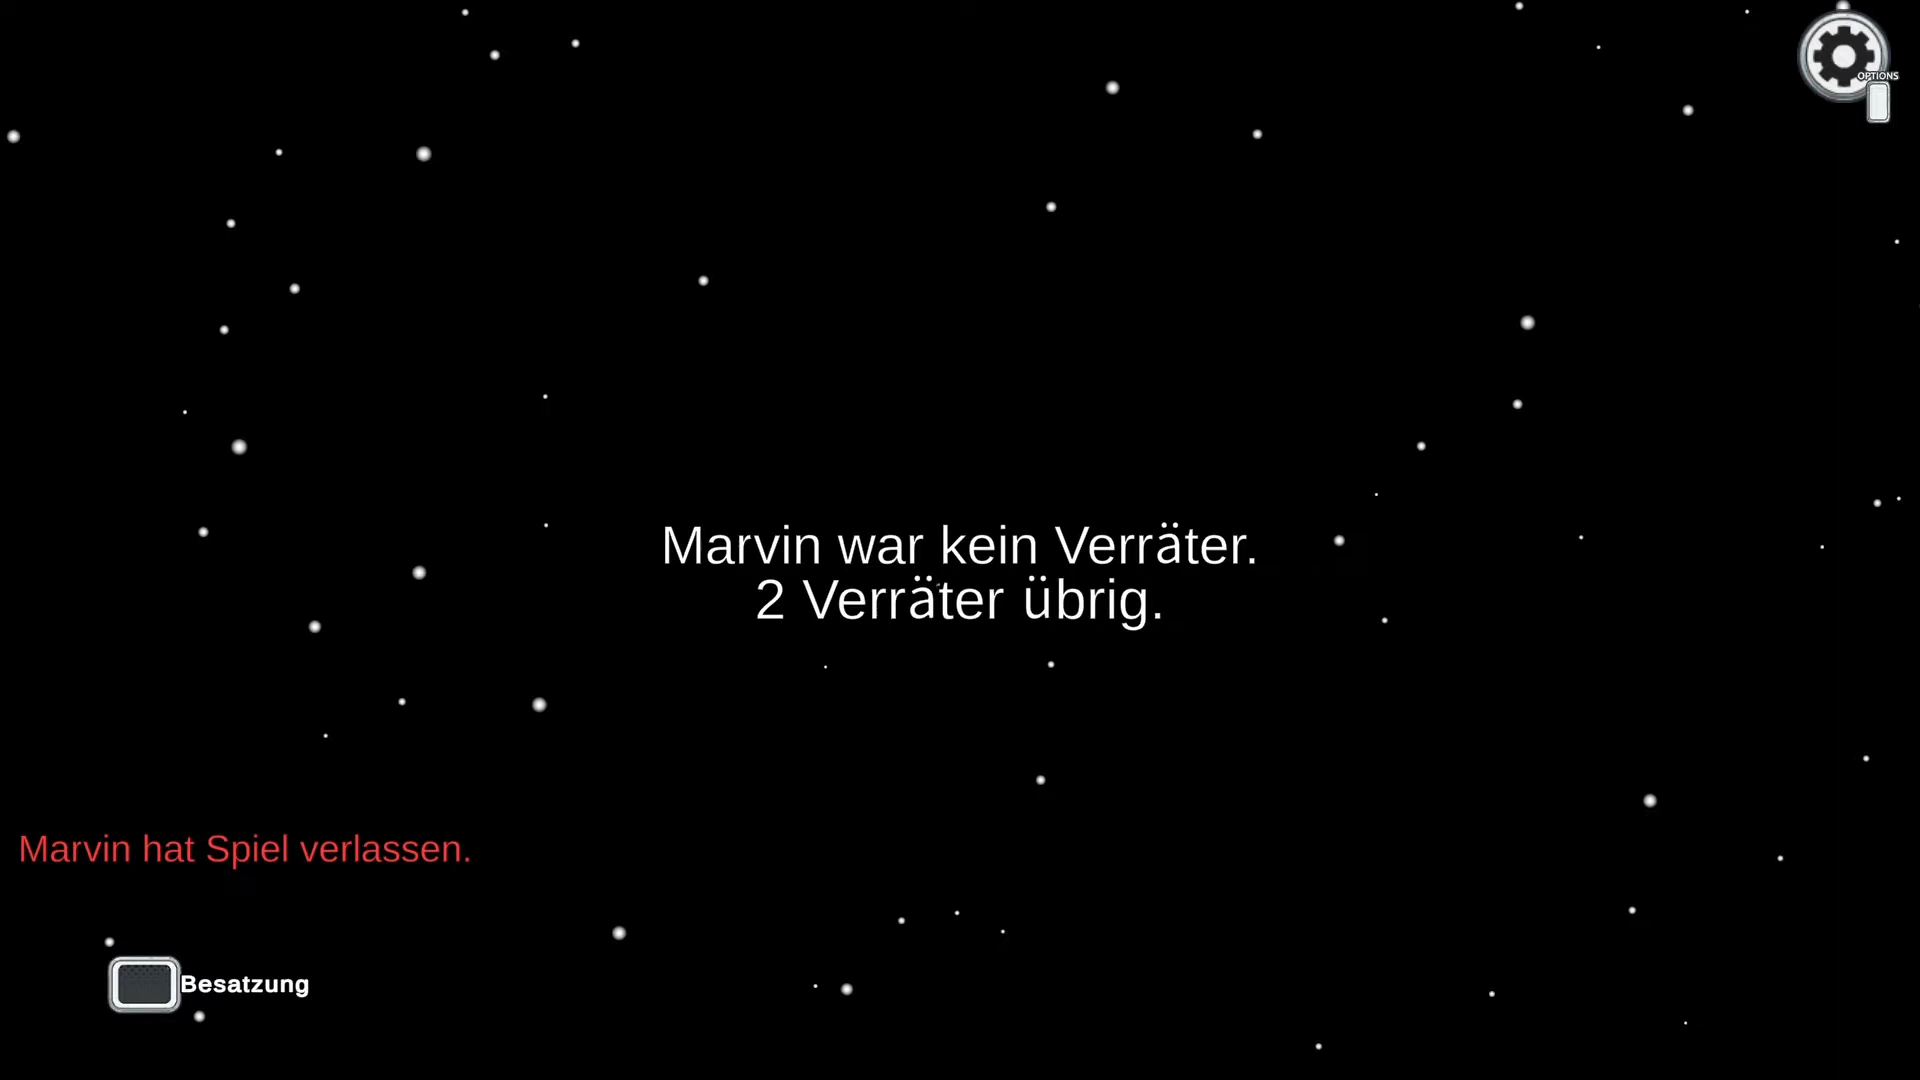 OPTIONS
Marvin war kein Verräter.
2 Verräter übrig.
Marvin hat Spiel verlassen.
Besatzung